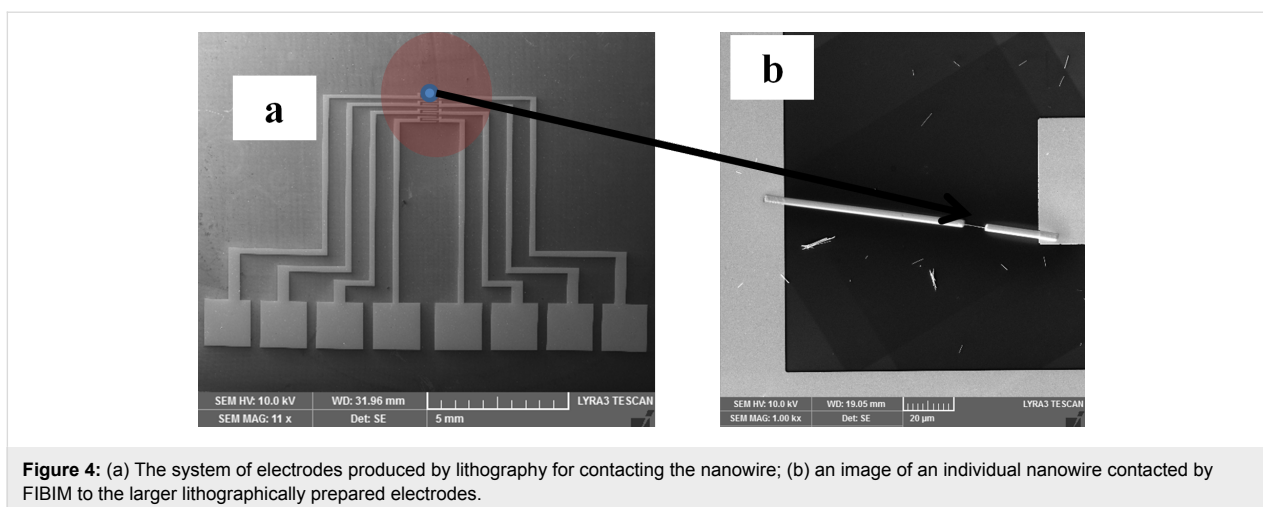 a
b
SEM HV: 10.0 kV WD: 31.96 mm LYRA3 TESCAN
SEM MAG: 11 x Det: SE 5 mm
SEM HV: 10.0 kV WD: 19.05 mm LYRA3 TESCAN
SEM MAG: 1.00 kx Det: SE 20 µm
Figure 4: (a) The system of electrodes produced by lithography for contacting the nanowire; (b) an image of an individual nanowire contacted by
FIBIM to the larger lithographically prepared electrodes.